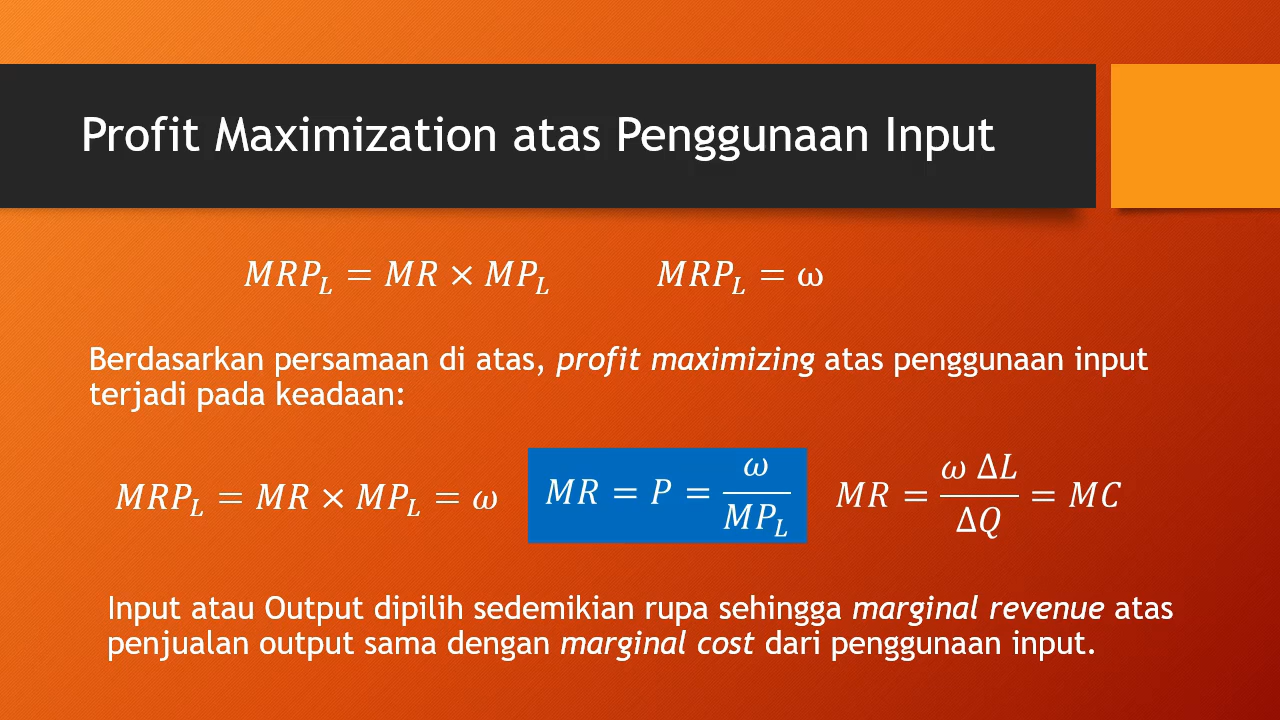 Profit Maximization atas Penggunaan Input
𝑀𝑅𝑃_𝐿 = 𝑀𝑅 × 𝑀𝑃_𝐿 𝑀𝑅𝑃_𝐿 = ω
Berdasarkan persamaan di atas, profit maximizing atas penggunaan input
terjadi pada keadaan:
𝑀𝑅𝑃_𝐿 = 𝑀𝑅 × 𝑀𝑃_𝐿 = 𝜔 𝑀𝑅 = 𝑃 = 𝜔/𝑀𝑃_𝐿 𝑀𝑅 = 𝜔 Δ𝐿/Δ𝑄 = 𝑀𝐶
Input atau Output dipilih sedemikian rupa sehingga marginal revenue atas
penjualan output sama dengan marginal cost dari penggunaan input.